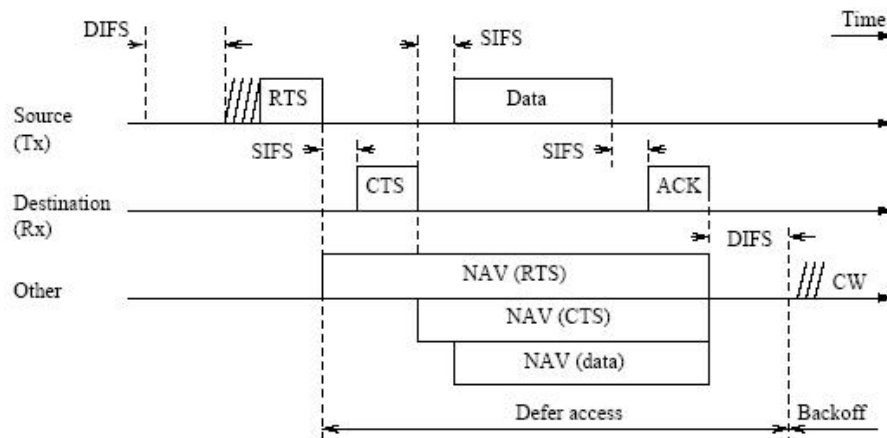 DIFS
Time
SIFS
RTS
Data
Source
(Tx)
SIFS
SIFS
CTS
ACK
Destination
(Rx)
DIFS
NAV (RTS)
CW
Other
NAV (CTS)
NAV (data)
Defer access
Backoff